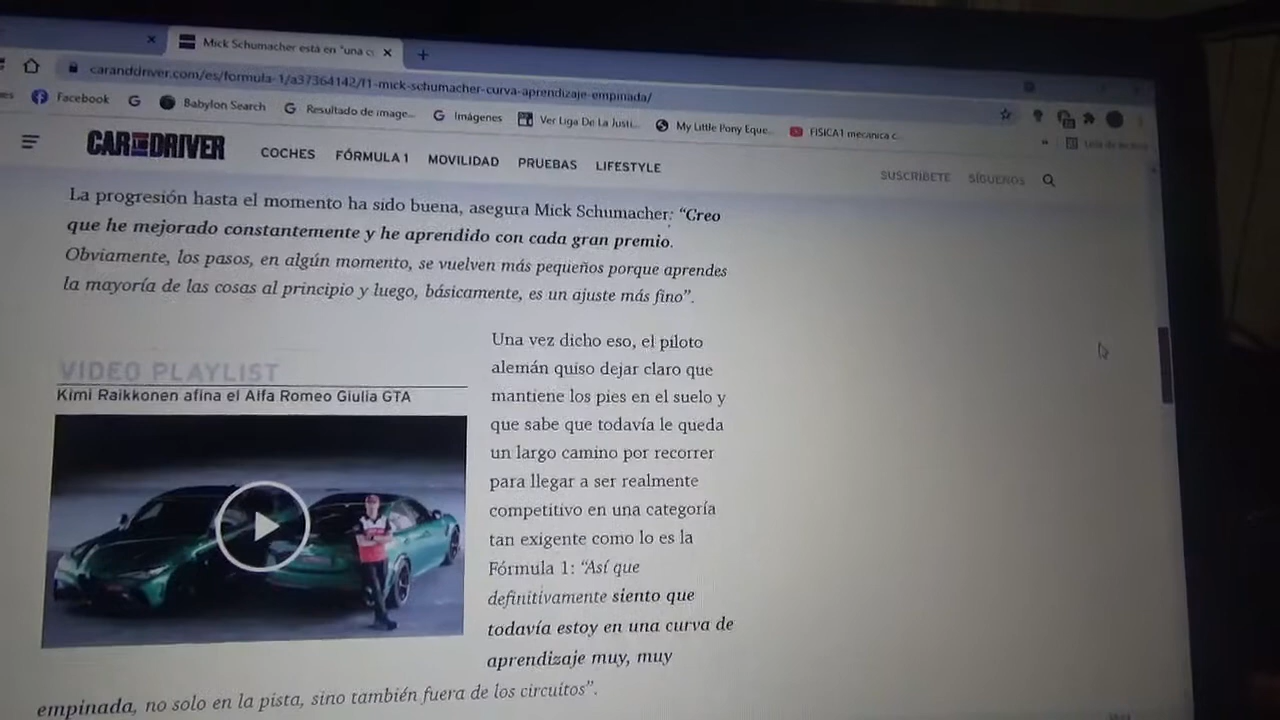 Mick Schumacher está en "una c
caranddriver.com/es/formula-1/a37364142/f1-mick-schumacher-curva-aprendizaje-empinada/
es
Facebook
Babylon Search
Resultado de image...
Imágenes
Ver Liga De La Justi...
My Little Pony Eque...
FISICA1 mecanica c...
»
Lista de lectura
CAR AND DRIVER
COCHES FÓRMULA 1 MOVILIDAD PRUEBAS LIFESTYLE
SUSCRÍBETE SÍGUENOS
La progresión hasta el momento ha sido buena, asegura Mick Schumacher: “Creo
que he mejorado constantemente y he aprendido con cada gran premio.
Obviamente, los pasos, en algún momento, se vuelven más pequeños porque aprendes
la mayoría de las cosas al principio y luego, básicamente, es un ajuste más fino”.
VIDEO PLAYLIST
Kimi Raikkonen afina el Alfa Romeo Giulia GTA
Una vez dicho eso, el piloto
alemán quiso dejar claro que
mantiene los pies en el suelo y
que sabe que todavía le queda
un largo camino por recorrer
para llegar a ser realmente
competitivo en una categoría
tan exigente como lo es la
Fórmula 1: “Así que
definitivamente siento que
todavía estoy en una curva de
aprendizaje muy, muy
empinada, no solo en la pista, sino también fuera de los circuitos”.